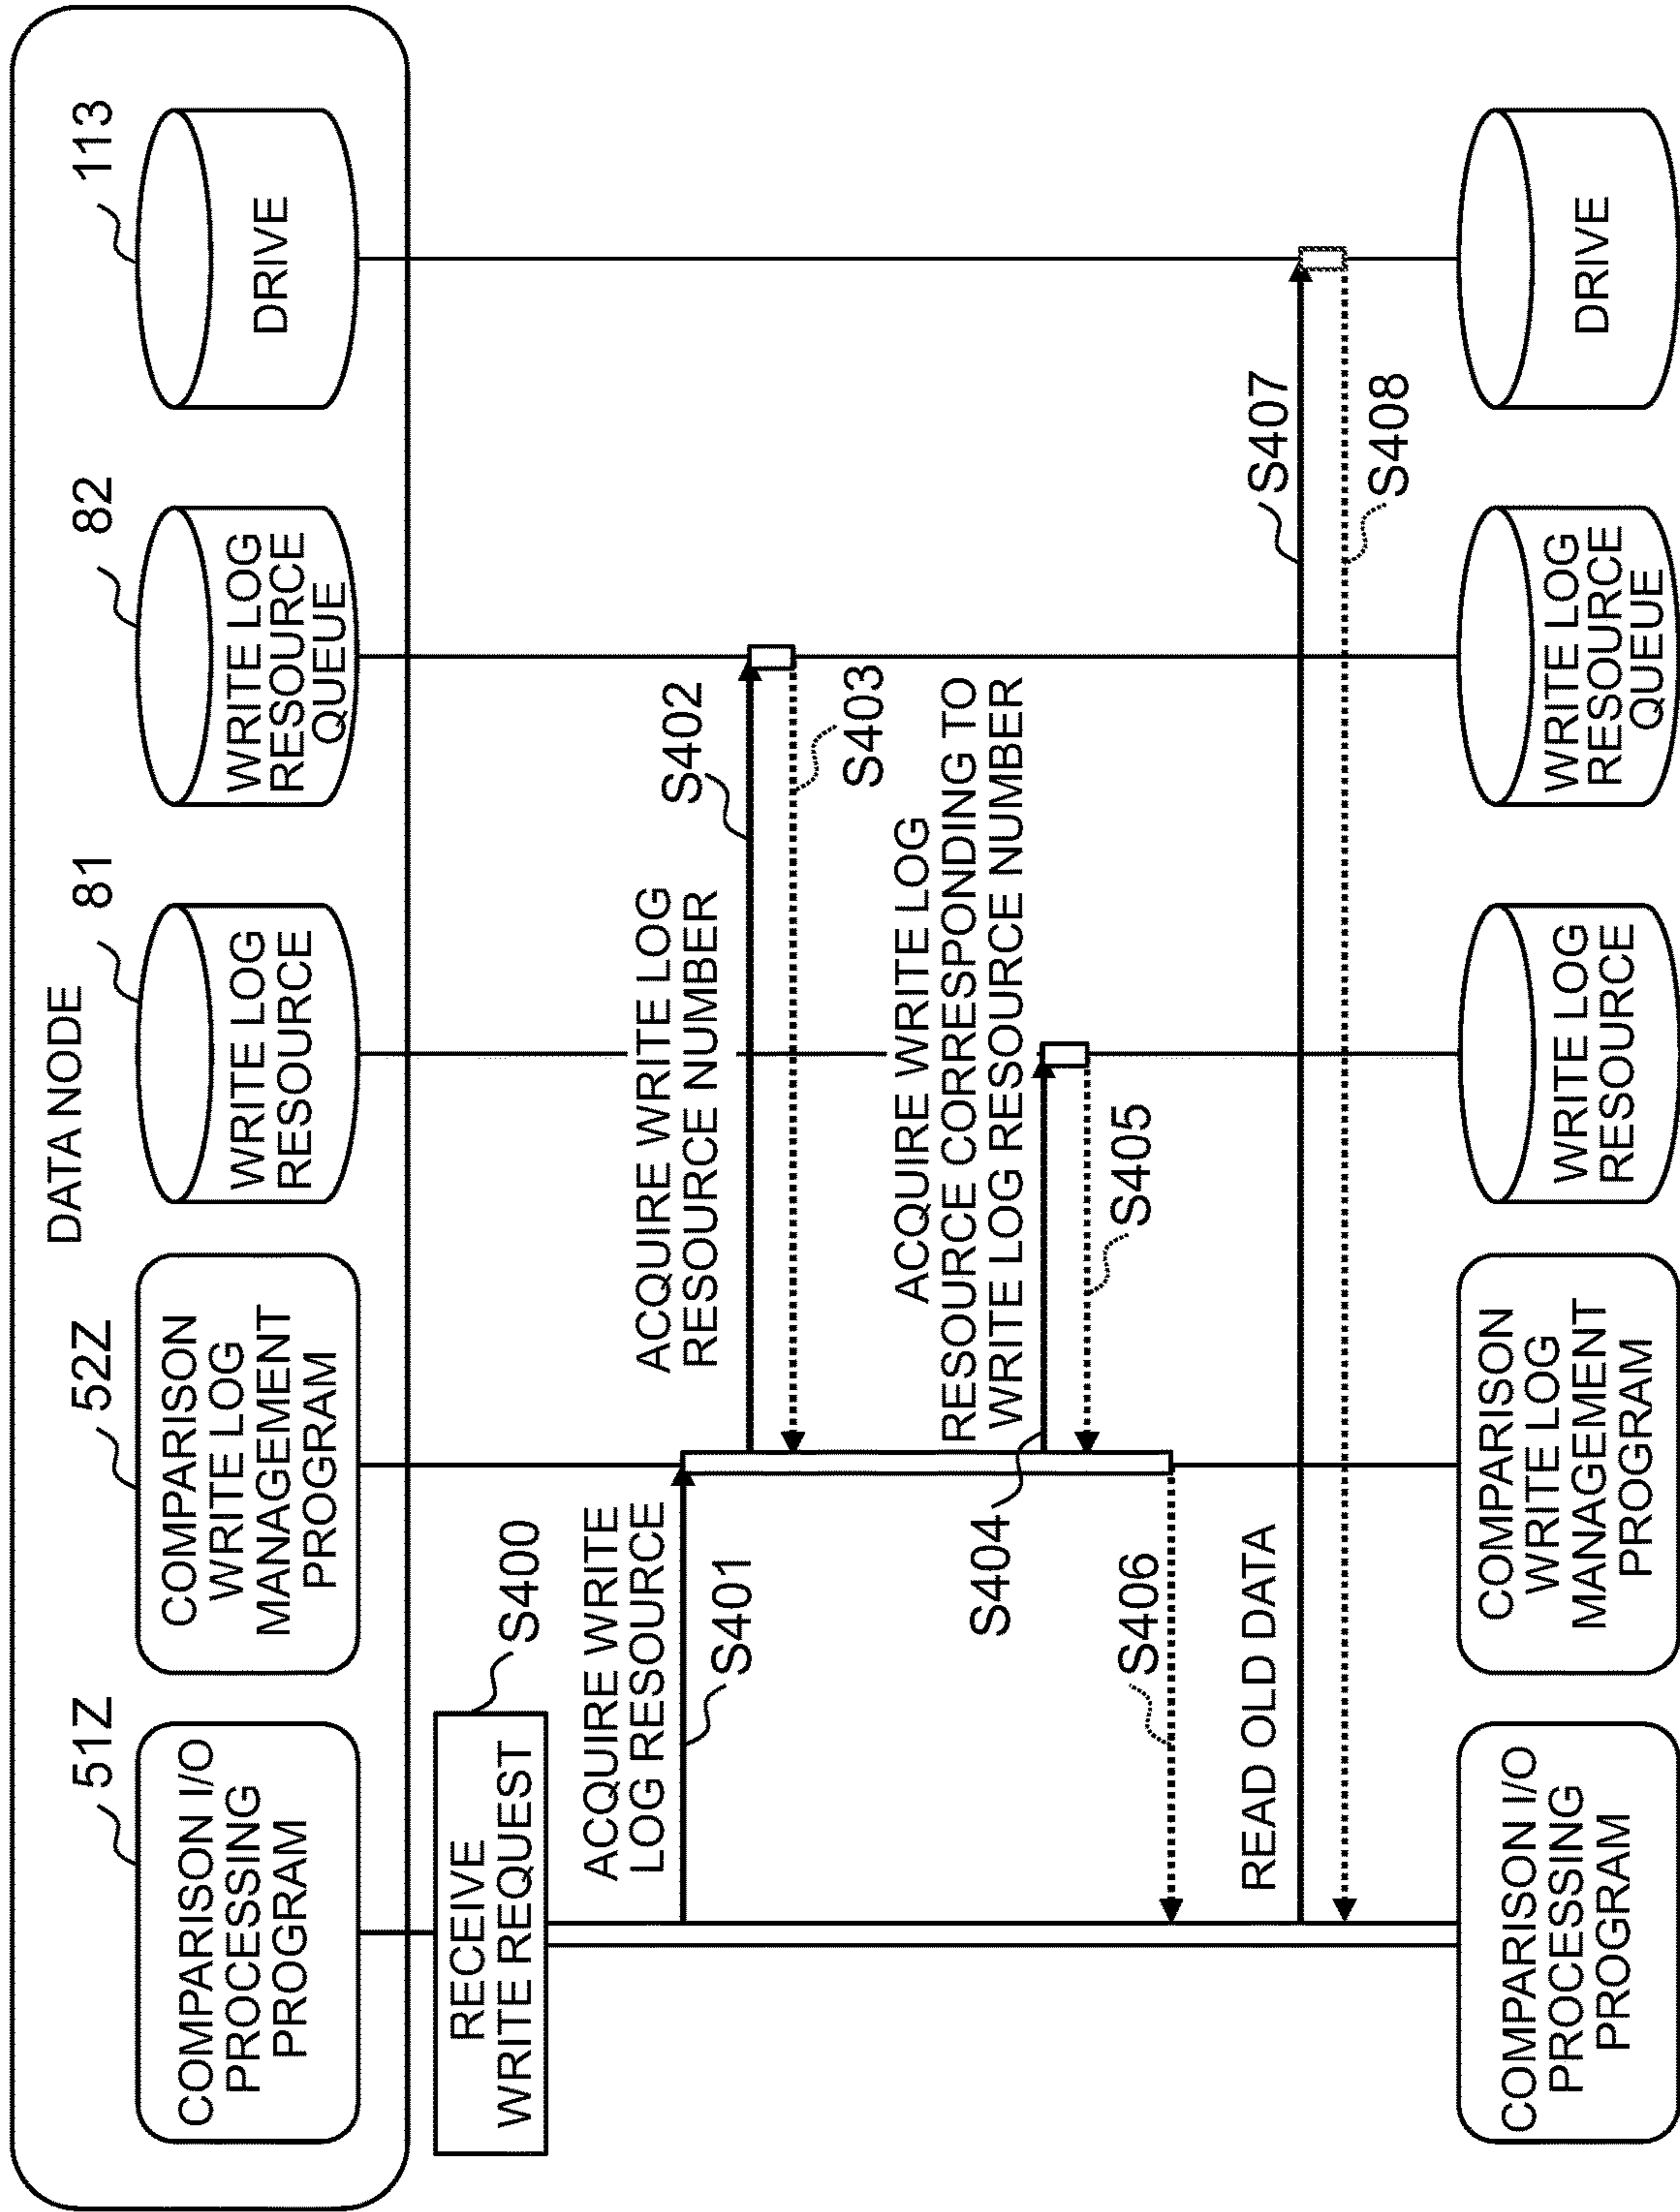 DATA NODE
51Z
52Z
81
82
113
COMPARISON I/O
PROCESSING
PROGRAM
COMPARISON
WRITE LOG
MANAGEMENT
PROGRAM
WRITE LOG
RESOURCE
WRITE LOG
RESOURCE
QUEUE
DRIVE
RECEIVE
WRITE REQUEST
S400
ACQUIRE WRITE
LOG RESOURCE
S401
ACQUIRE WRITE LOG
RESOURCE NUMBER
S402
S403
ACQUIRE WRITE LOG
RESOURCE CORRESPONDING TO
WRITE LOG RESOURCE NUMBER
S404
S405
S406
READ OLD DATA
S407
S408
COMPARISON I/O
PROCESSING
PROGRAM
COMPARISON
WRITE LOG
MANAGEMENT
PROGRAM
WRITE LOG
RESOURCE
WRITE LOG
RESOURCE
QUEUE
DRIVE